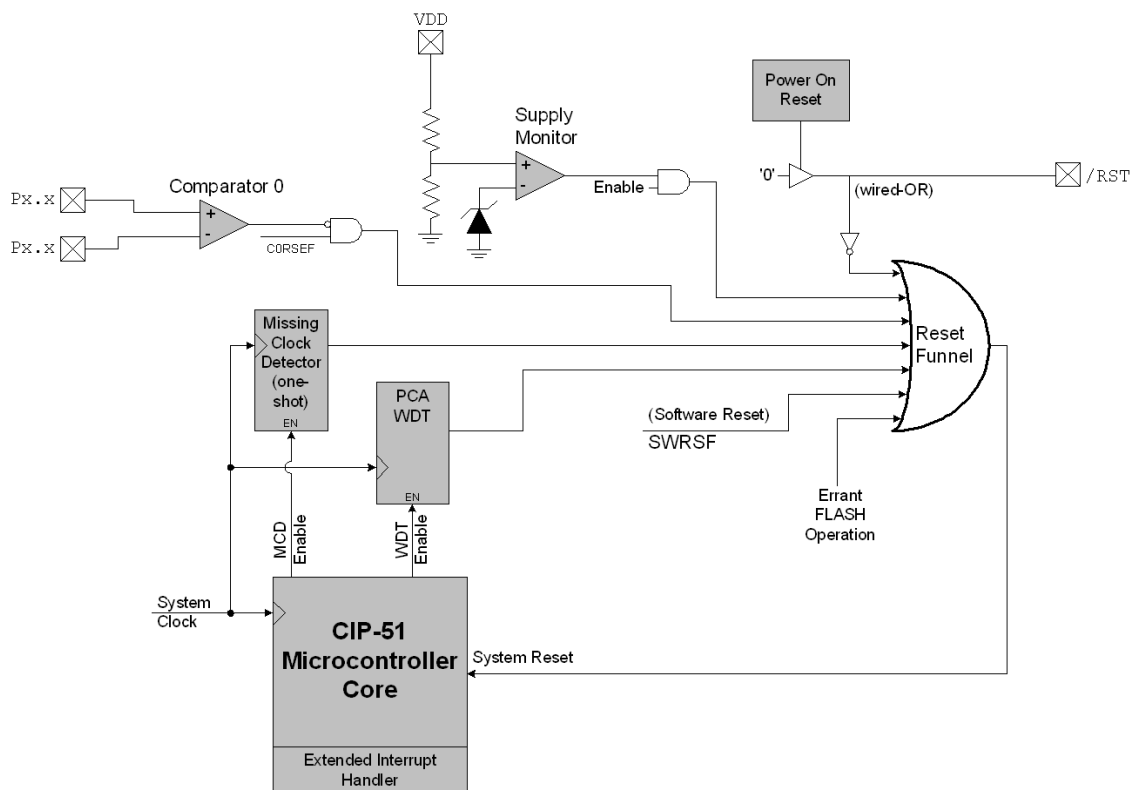 VDD
Power On
Reset
Supply
Monitor
+
-
Enable
'0'
(wired-OR)
/RST
Comparator 0
Px.x
Px.x
+
-
C0RSEF
Missing
Clock
Detector
(one-
shot)
EN
PCA
WDT
EN
Reset
Funnel
(Software Reset)
SWRSF
Errant
FLASH
Operation
MCD
Enable
WDT
Enable
System
Clock
CIP-51
Microcontroller
Core
System Reset
Extended Interrupt
Handler